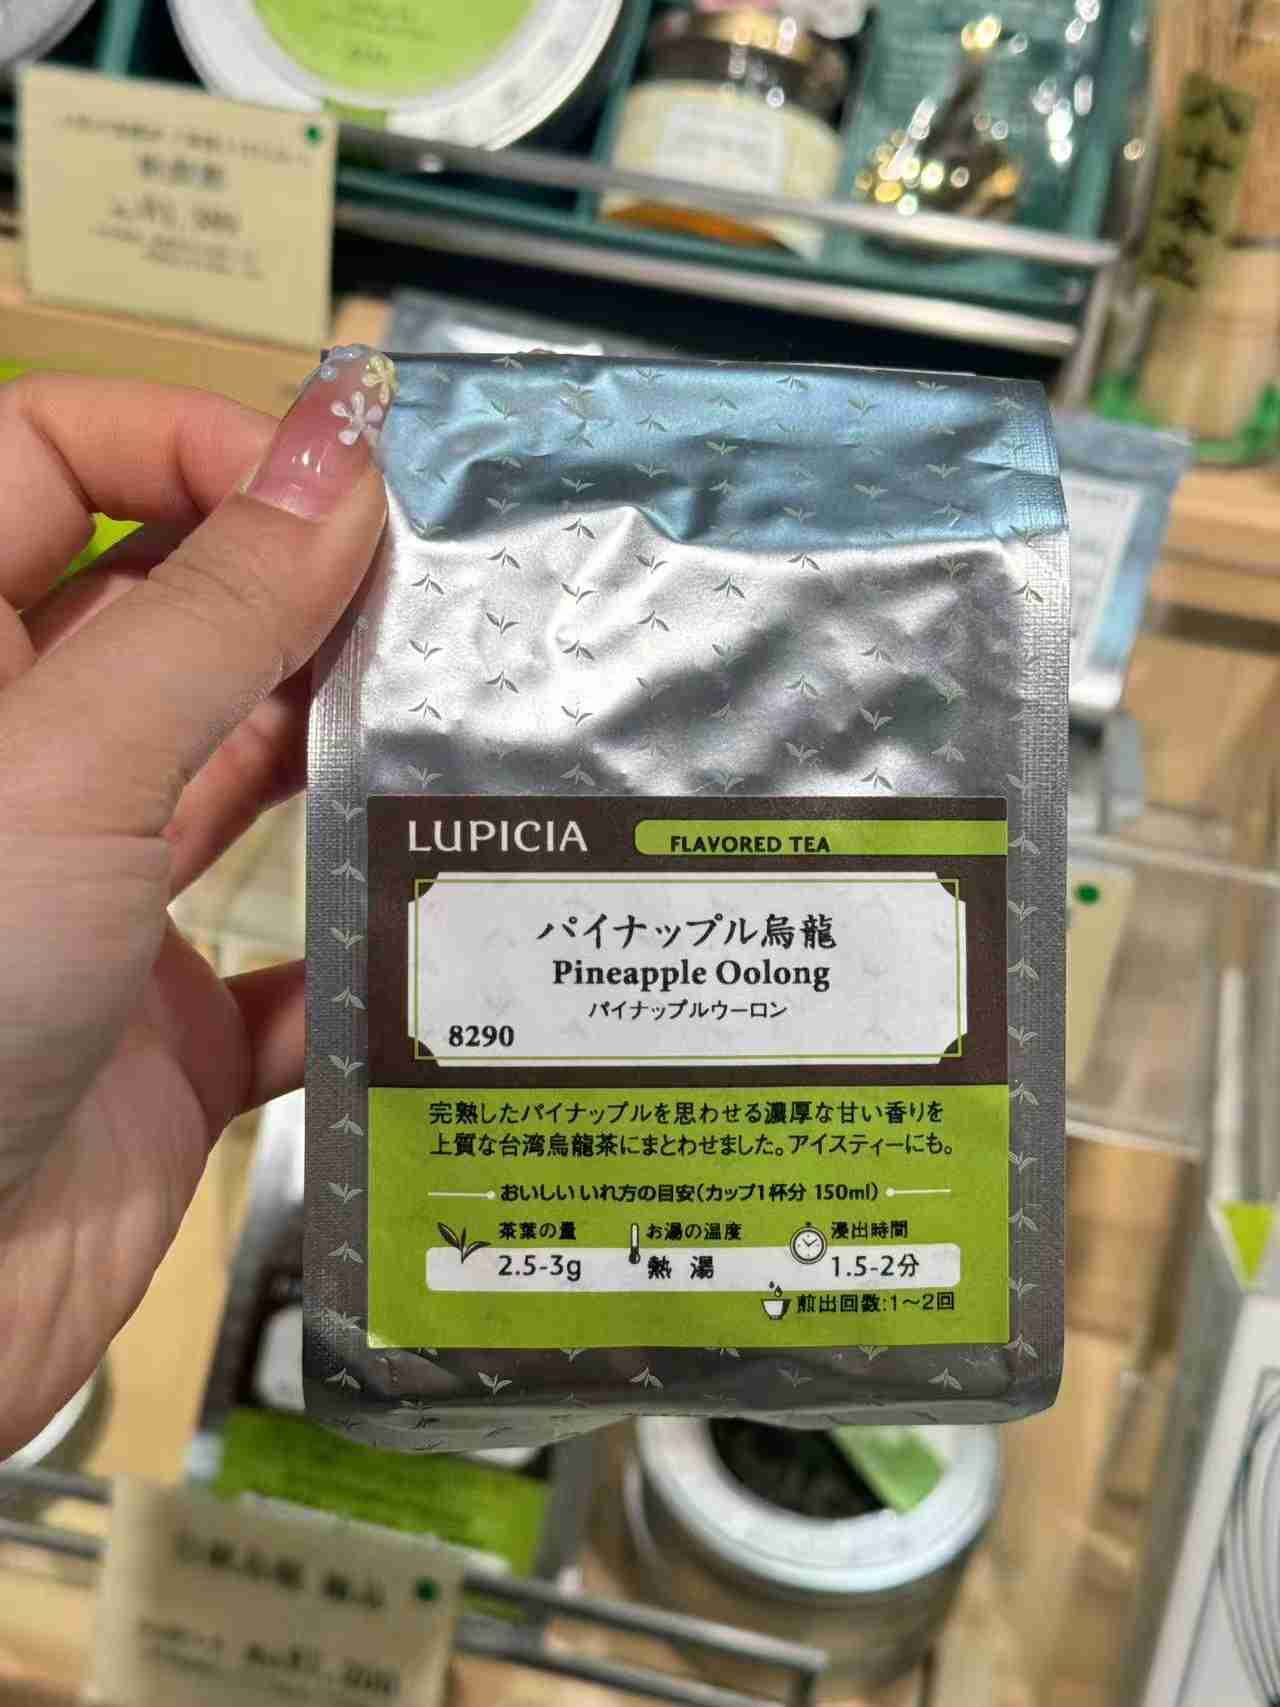 八十八夜
LUPICIA
FLAVORED TEA
パイナップル烏龍
Pineapple Oolong
パイナップルウーロン
8290
完熟したパイナップルを思わせる濃厚な甘い香りを
上質な台湾烏龍茶にまとわせました。アイスティーにも。
おいしいいれ方の目安(カップ1杯分 150ml)
茶葉の量
お湯の温度
浸出時間
2.5-3g
熱 湯
1.5-2分
煎出回数:1〜2回